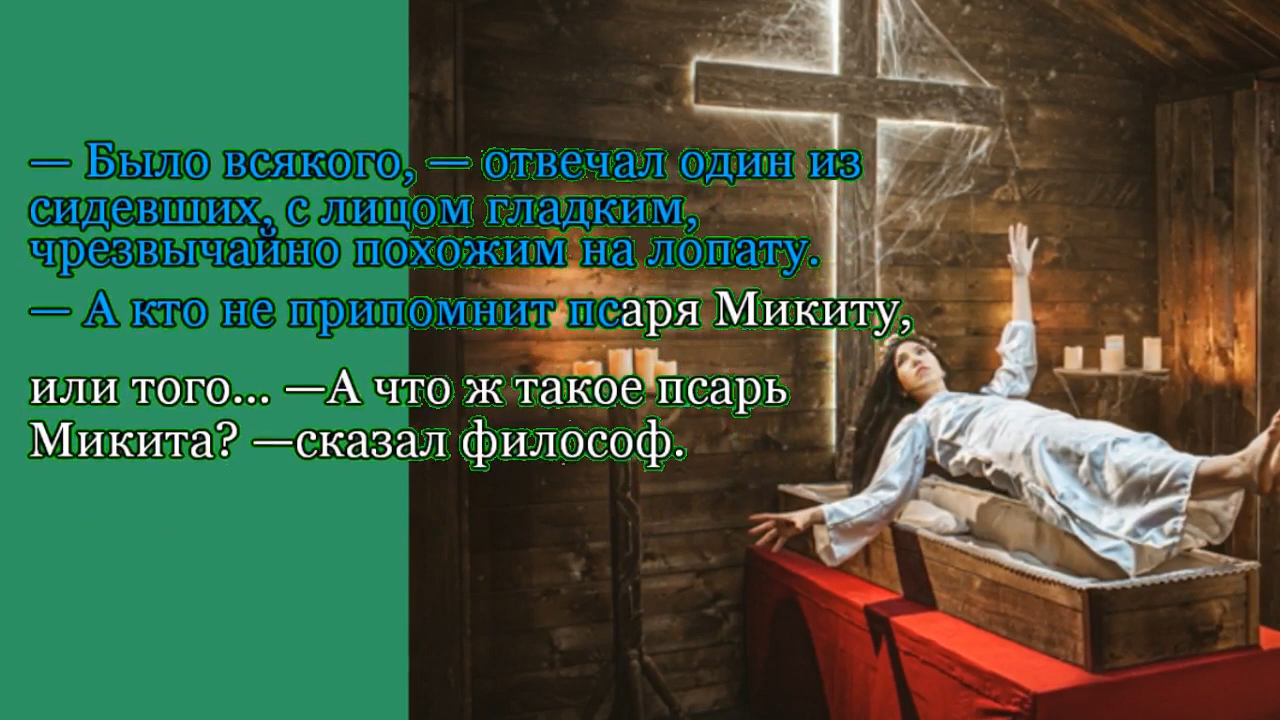 — Было всякого, — отвечал один из
сидевших, с лицом гладким,
чрезвычайно похожим на лопату.
— А кто не припомнит псаря Микиту,
или того... —А что ж такое псарь
Микита? —сказал философ.